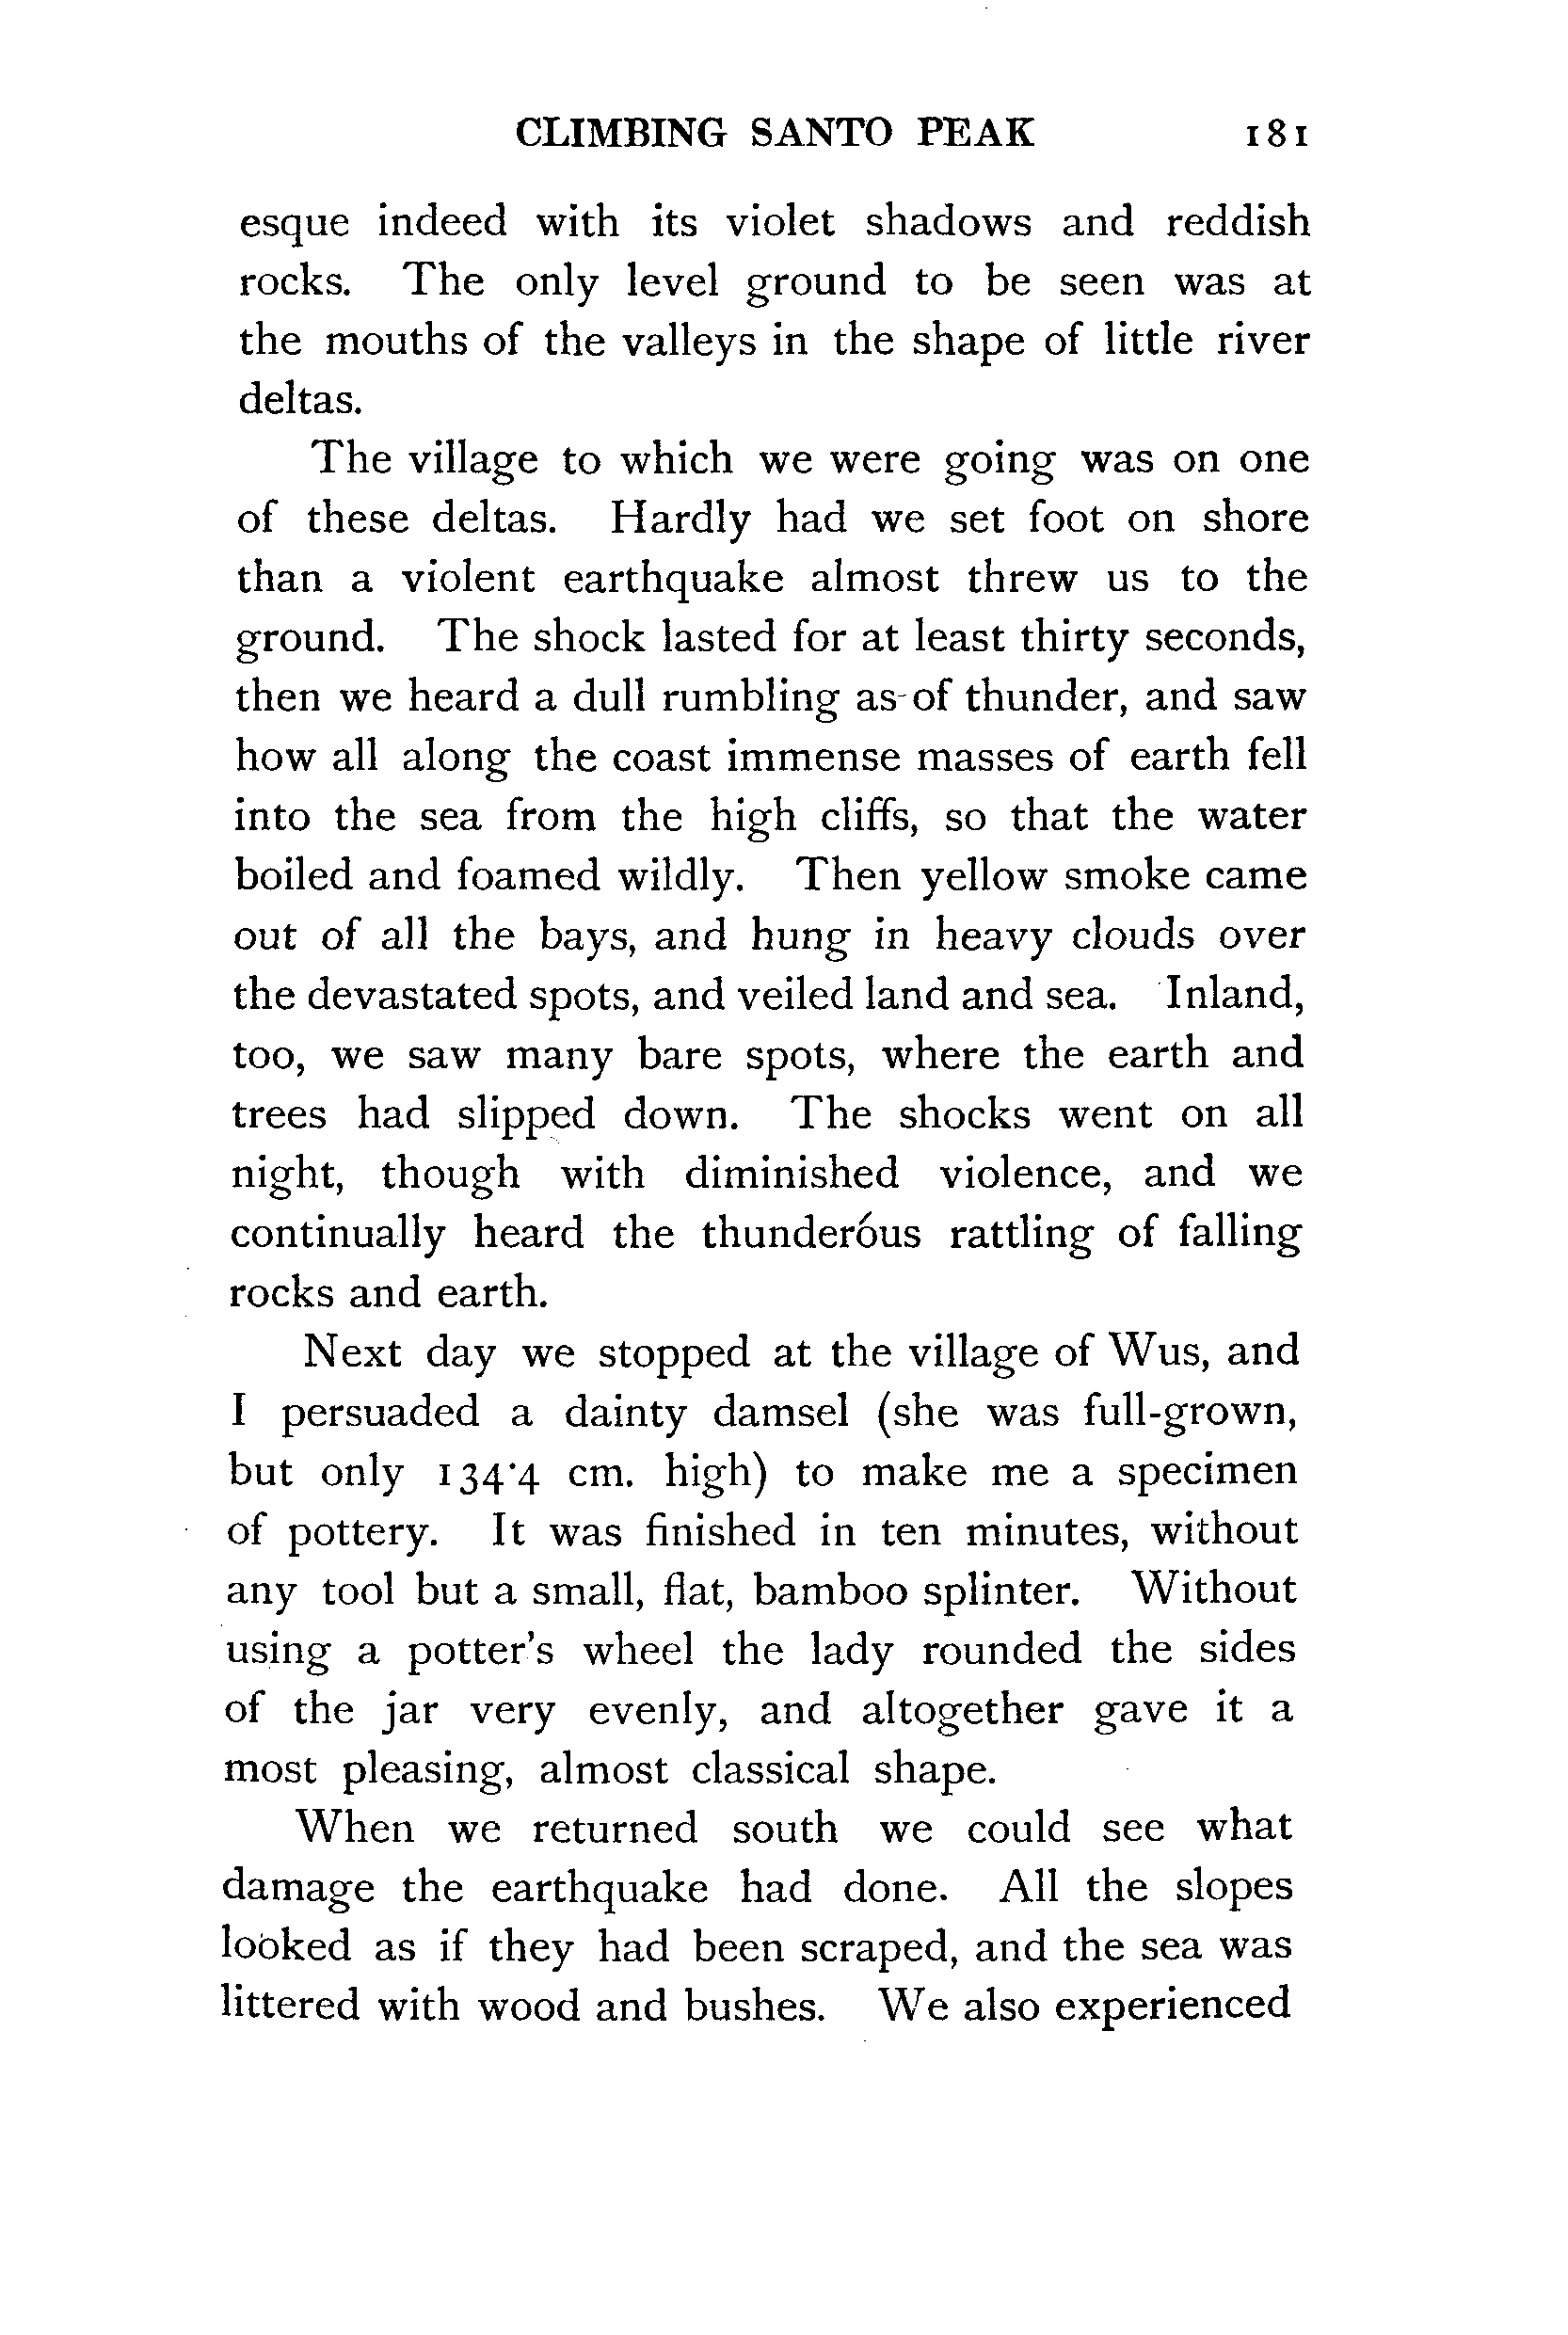 CLIMBING SANTO PEAK 181
esque indeed with its violet shadows and reddish
rocks. The only level ground to be seen was at
the mouths of the valleys in the shape of little river
deltas.
The village to which we were going was on one
of these deltas. Hardly had we set foot on shore
than a violent earthquake almost threw us to the
ground. The shock lasted for at least thirty seconds,
then we heard a dull rumbling as of thunder, and saw
how all along the coast immense masses of earth fell
into the sea from the high cliffs, so that the water
boiled and foamed wildly. Then yellow smoke came
out of all the bays, and hung in heavy clouds over
the devastated spots, and veiled land and sea. Inland,
too, we saw many bare spots, where the earth and
trees had slipped down. The shocks went on all
night, though with diminished violence, and we
continually heard the thunderous rattling of falling
rocks and earth.
Next day we stopped at the village of Wus, and
I persuaded a dainty damsel (she was full-grown,
but only 134·4 cm. high) to make me a specimen
of pottery. It was finished in ten minutes, without
any tool but a small, flat, bamboo splinter. Without
using a potter's wheel the lady rounded the sides
of the jar very evenly, and altogether gave it a
most pleasing, almost classical shape.
When we returned south we could see what
damage the earthquake had done. All the slopes
looked as if they had been scraped, and the sea was
littered with wood and bushes. We also experienced